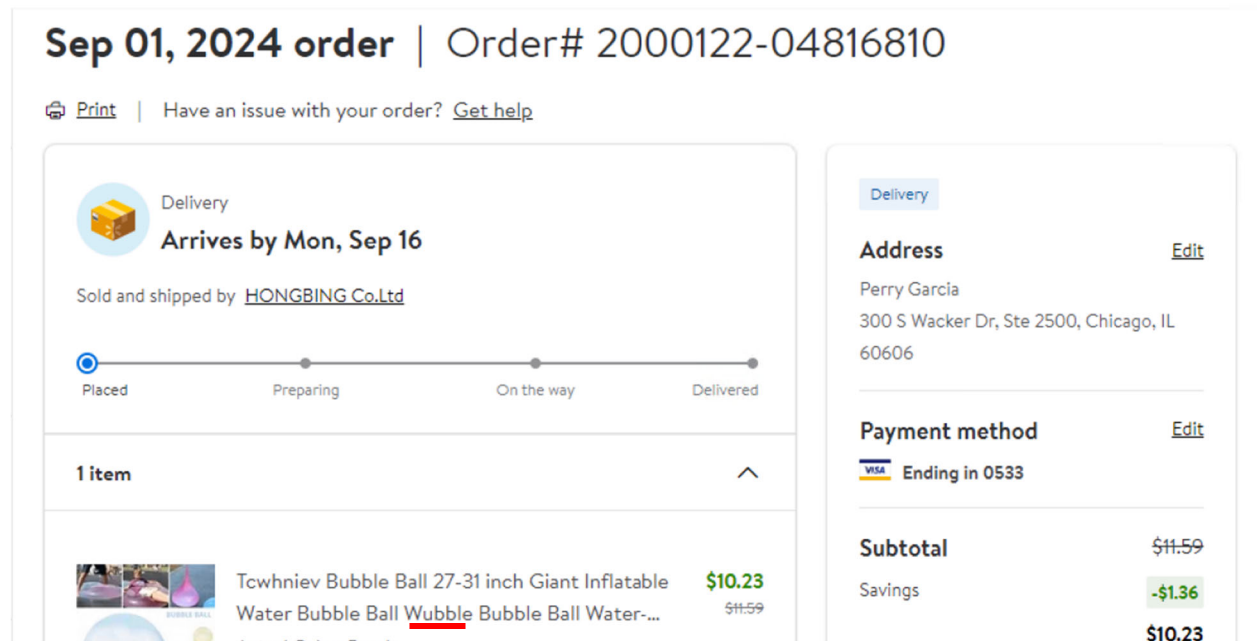 Sep 01, 2024 order | Order# 2000122-04816810
Print | Have an issue with your order? Get help
Delivery
Arrives by Mon, Sep 16
Sold and shipped by HONGBING Co.Ltd
Placed Preparing On the way Delivered
1 item
BUBBLE BALL
Tcwhniev Bubble Ball 27-31 inch Giant Inflatable $10.23
Water Bubble Ball Wubble Bubble Ball Water-... $11.59
Delivery
Address Edit
Perry Garcia
300 S Wacker Dr, Ste 2500, Chicago, IL
60606
Payment method Edit
VISA Ending in 0533
Subtotal $11.59
Savings -$1.36
$10.23